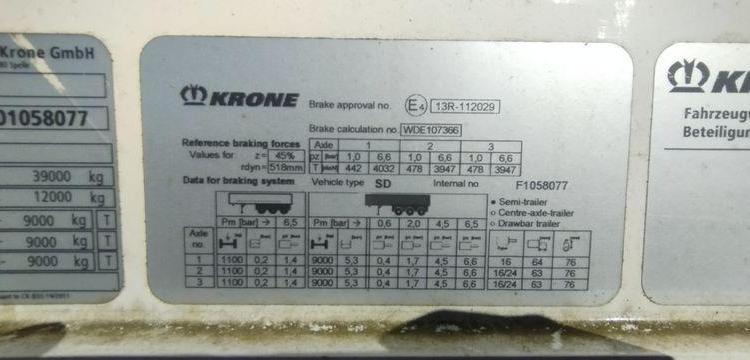 Krone GmbH
01058077
39000 kg
12000 kg
9000 kg T
9000 kg T
9000 kg T
KRONE
Brake approval no. E4 13R-112029
Brake calculation no. WDE107366
Reference braking forces Axle 1 2 3
Values for z= 45% pz [bar] 1,0 6,6 1,0 6,6 1,0 6,6
rdyn= 518mm T 442 4032 478 3947 478 3947
Data for braking system Vehicle type SD Internal no F1058077
Semi-trailer
Centre-axle-trailer
Drawbar trailer
Pm [bar] → 6,5 Pm [bar] → 0,6 2,0 4,5 6,5
Axle no.
1 1100 0,2 1,4 9000 5,3 0,4 1,7 4,5 6,6 16 64 76
2 1100 0,2 1,4 9000 5,3 0,4 1,7 4,5 6,6 16/24 63 76
3 1100 0,2 1,4 9000 5,3 0,4 1,7 4,5 6,6 16/24 63 76
KR
Fahrzeugw
Beteiligun